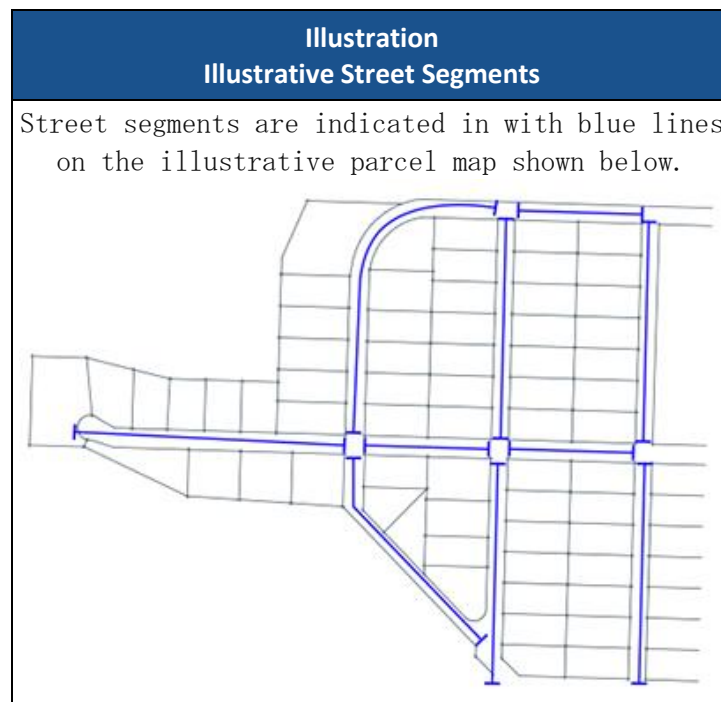 Illustration
Illustrative Street Segments
Street segments are indicated in with blue lines
on the illustrative parcel map shown below.